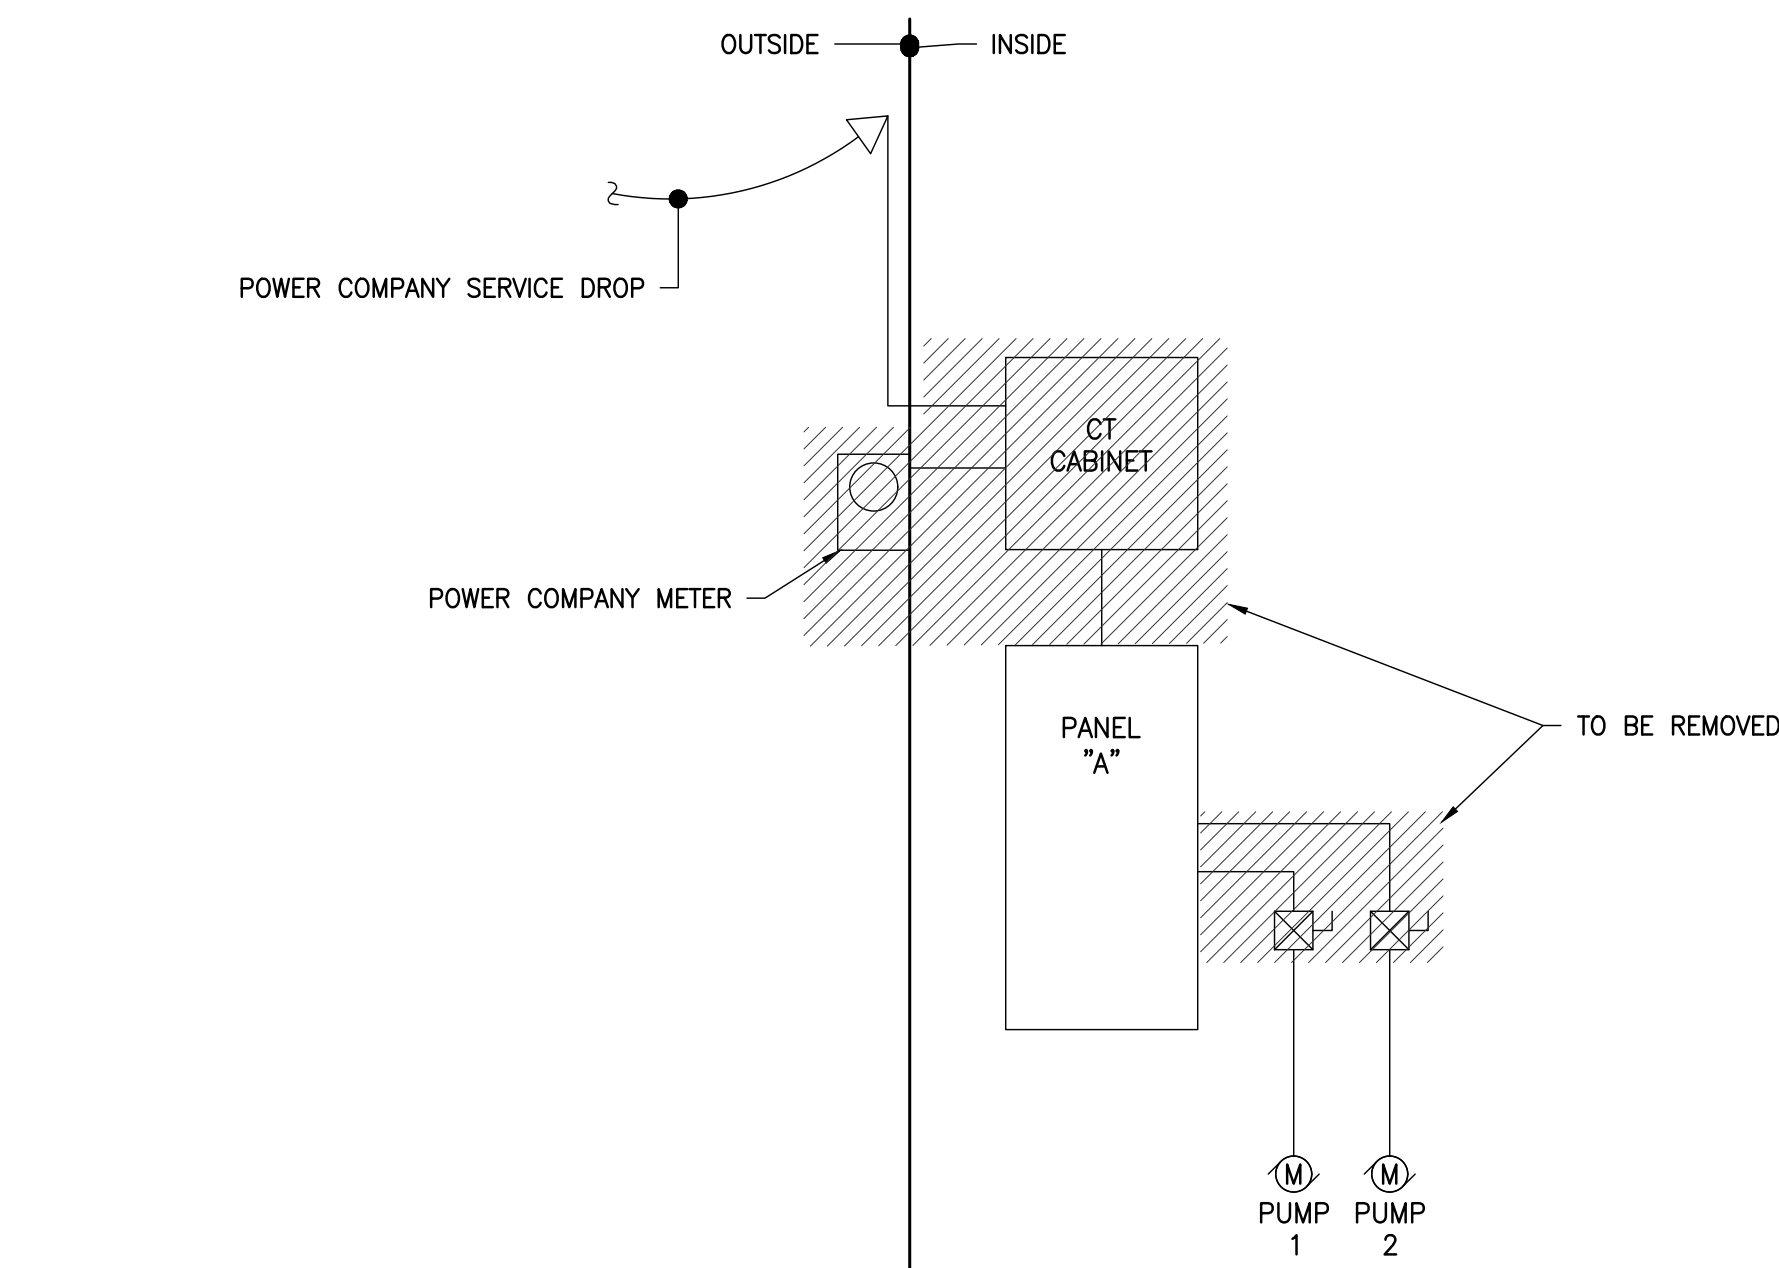 OUTSIDE
INSIDE
POWER COMPANY SERVICE DROP
CT
CABINET
POWER COMPANY METER
PANEL
"A"
TO BE REMOVED
M
M
PUMP
1
PUMP
2